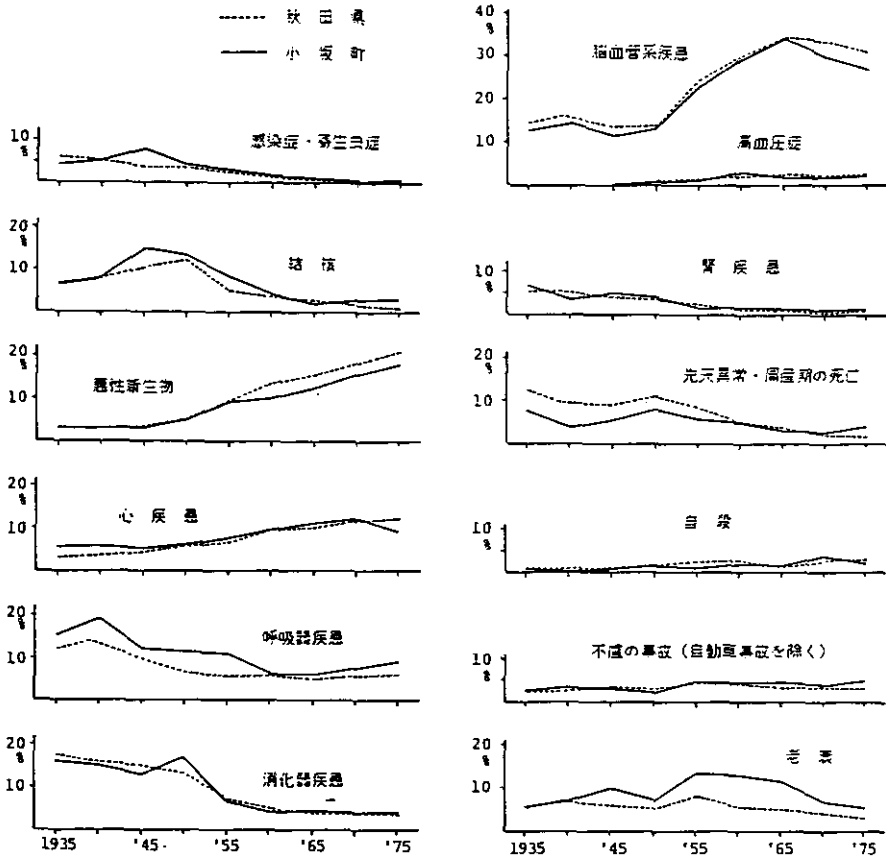 秋田県
小坂町
感染症・寄生虫症
10
%
結核
20
%
10
悪性新生物
20
%
10
心疾患
20
%
10
呼吸器疾患
20
%
10
消化器疾患
20
%
10
1935 '45 '55 '65 '75
脳血管系疾患
40
%
30
20
10
高血圧症
腎疾患
10
%
先天異常・周産期の死亡
20
%
10
自殺
10
%
不慮の事故（自動車事故を除く）
10
%
老衰
20
%
10
1935 '45 '55 '65 '75